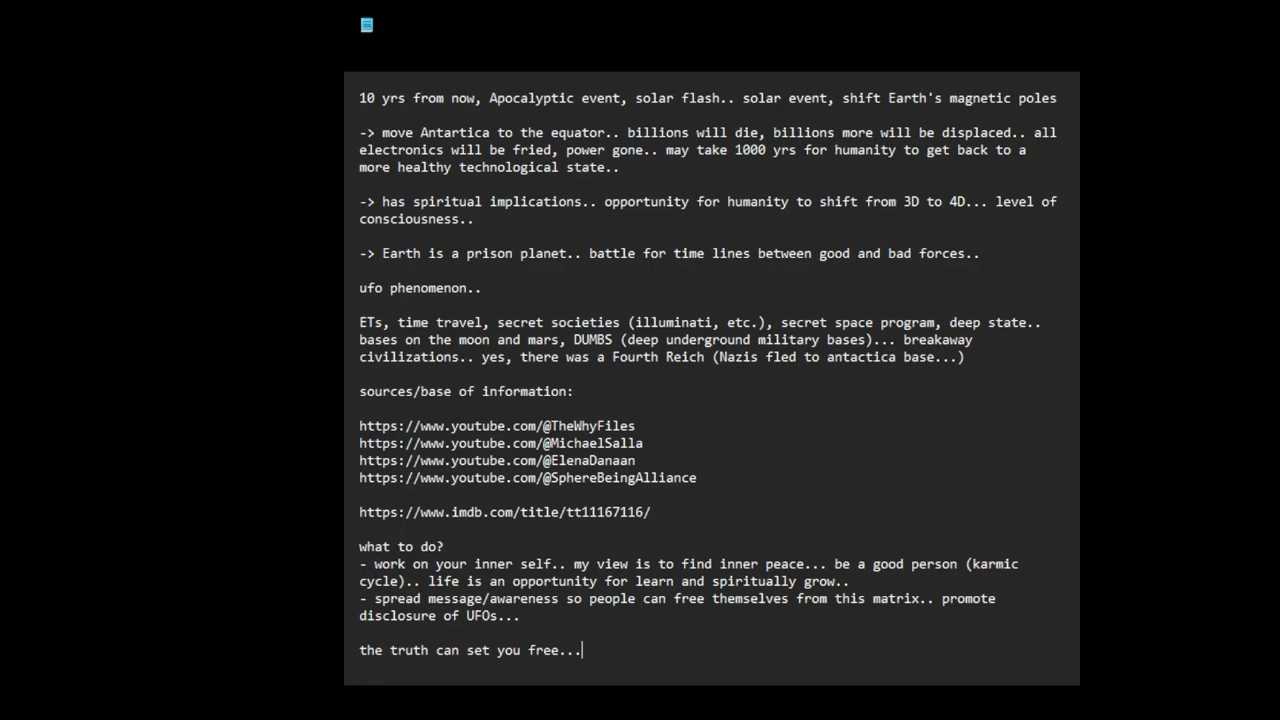 10 yrs from now, Apocalyptic event, solar flash.. solar event, shift Earth's magnetic poles
-> move Antartica to the equator.. billions will die, billions more will be displaced.. all
electronics will be fried, power gone.. may take 1000 yrs for humanity to get back to a
more healthy technological state..
-> has spiritual implications.. opportunity for humanity to shift from 3D to 4D... level of
consciousness..
-> Earth is a prison planet.. battle for time lines between good and bad forces..
ufo phenomenon..
ETs, time travel, secret societies (illuminati, etc.), secret space program, deep state..
bases on the moon and mars, DUMBS (deep underground military bases)... breakaway
civilizations.. yes, there was a Fourth Reich (Nazis fled to antactica base...)
sources/base of information:
https://www.youtube.com/@TheWhyFiles
https://www.youtube.com/@MichaelSalla
https://www.youtube.com/@ElenaDanaan
https://www.youtube.com/@SphereBeingAlliance
https://www.imdb.com/title/tt11167116/
what to do?
- work on your inner self.. my view is to find inner peace... be a good person (karmic
cycle).. life is an opportunity for learn and spiritually grow..
- spread message/awareness so people can free themselves from this matrix.. promote
disclosure of UFOs...
the truth can set you free...